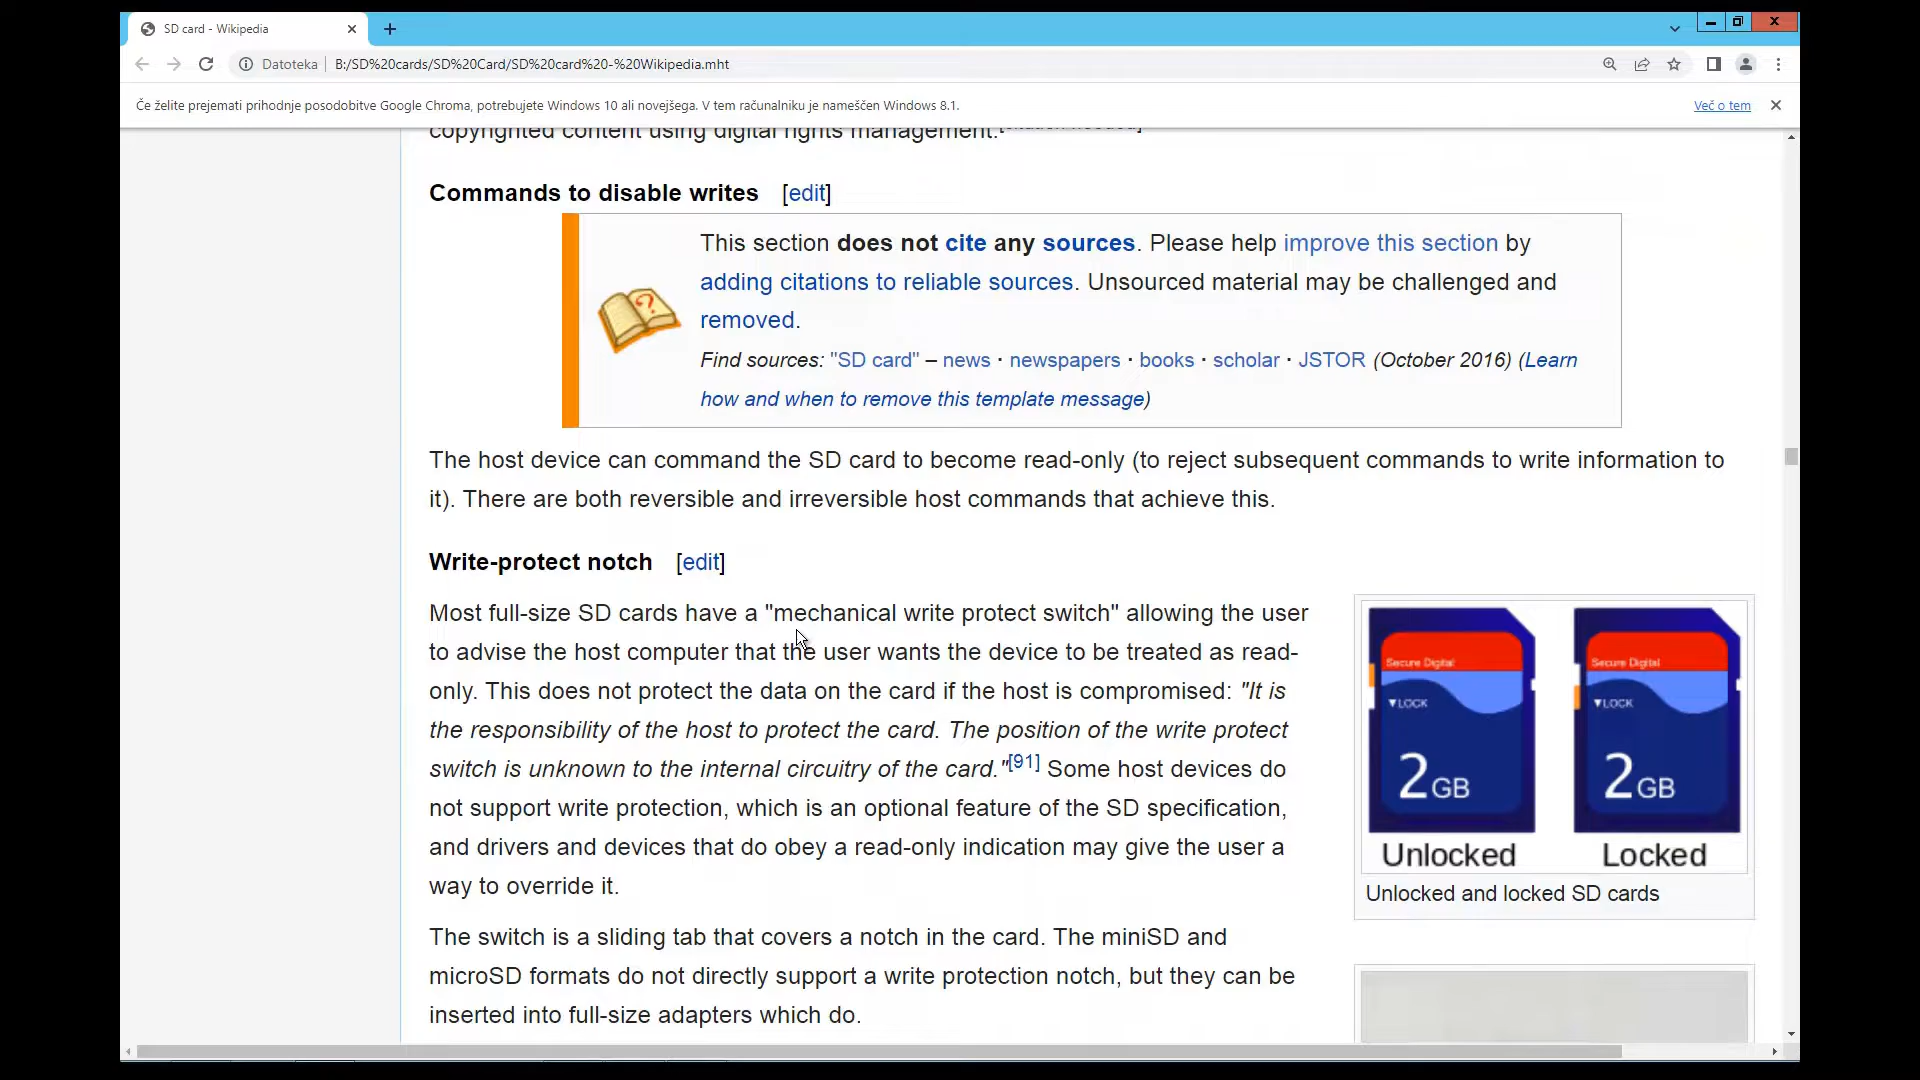 SD card - Wikipedia
Datoteka
B:/SD%20cards/SD%20Card/SD%20card%20-%20Wikipedia.mht
Če želite prejemati prihodnje posodobitve Google Chroma, potrebujete Windows 10 ali novejšega. V tem računalniku je nameščen Windows 8.1.
Več o tem
copyrighted content using digital rights management.[citation needed]
Commands to disable writes [edit]
This section does not cite any sources. Please help improve this section by
adding citations to reliable sources. Unsourced material may be challenged and
removed.
Find sources: "SD card" – news · newspapers · books · scholar · JSTOR (October 2016) (Learn
how and when to remove this template message)
The host device can command the SD card to become read-only (to reject subsequent commands to write information to
it). There are both reversible and irreversible host commands that achieve this.
Write-protect notch [edit]
Most full-size SD cards have a "mechanical write protect switch" allowing the user
to advise the host computer that the user wants the device to be treated as read-
only. This does not protect the data on the card if the host is compromised: "It is
the responsibility of the host to protect the card. The position of the write protect
switch is unknown to the internal circuitry of the card."[91] Some host devices do
not support write protection, which is an optional feature of the SD specification,
and drivers and devices that do obey a read-only indication may give the user a
way to override it.
The switch is a sliding tab that covers a notch in the card. The miniSD and
microSD formats do not directly support a write protection notch, but they can be
inserted into full-size adapters which do.
Secure Digital
▼LOCK
2GB
Unlocked
Secure Digital
▼LOCK
2GB
Locked
Unlocked and locked SD cards